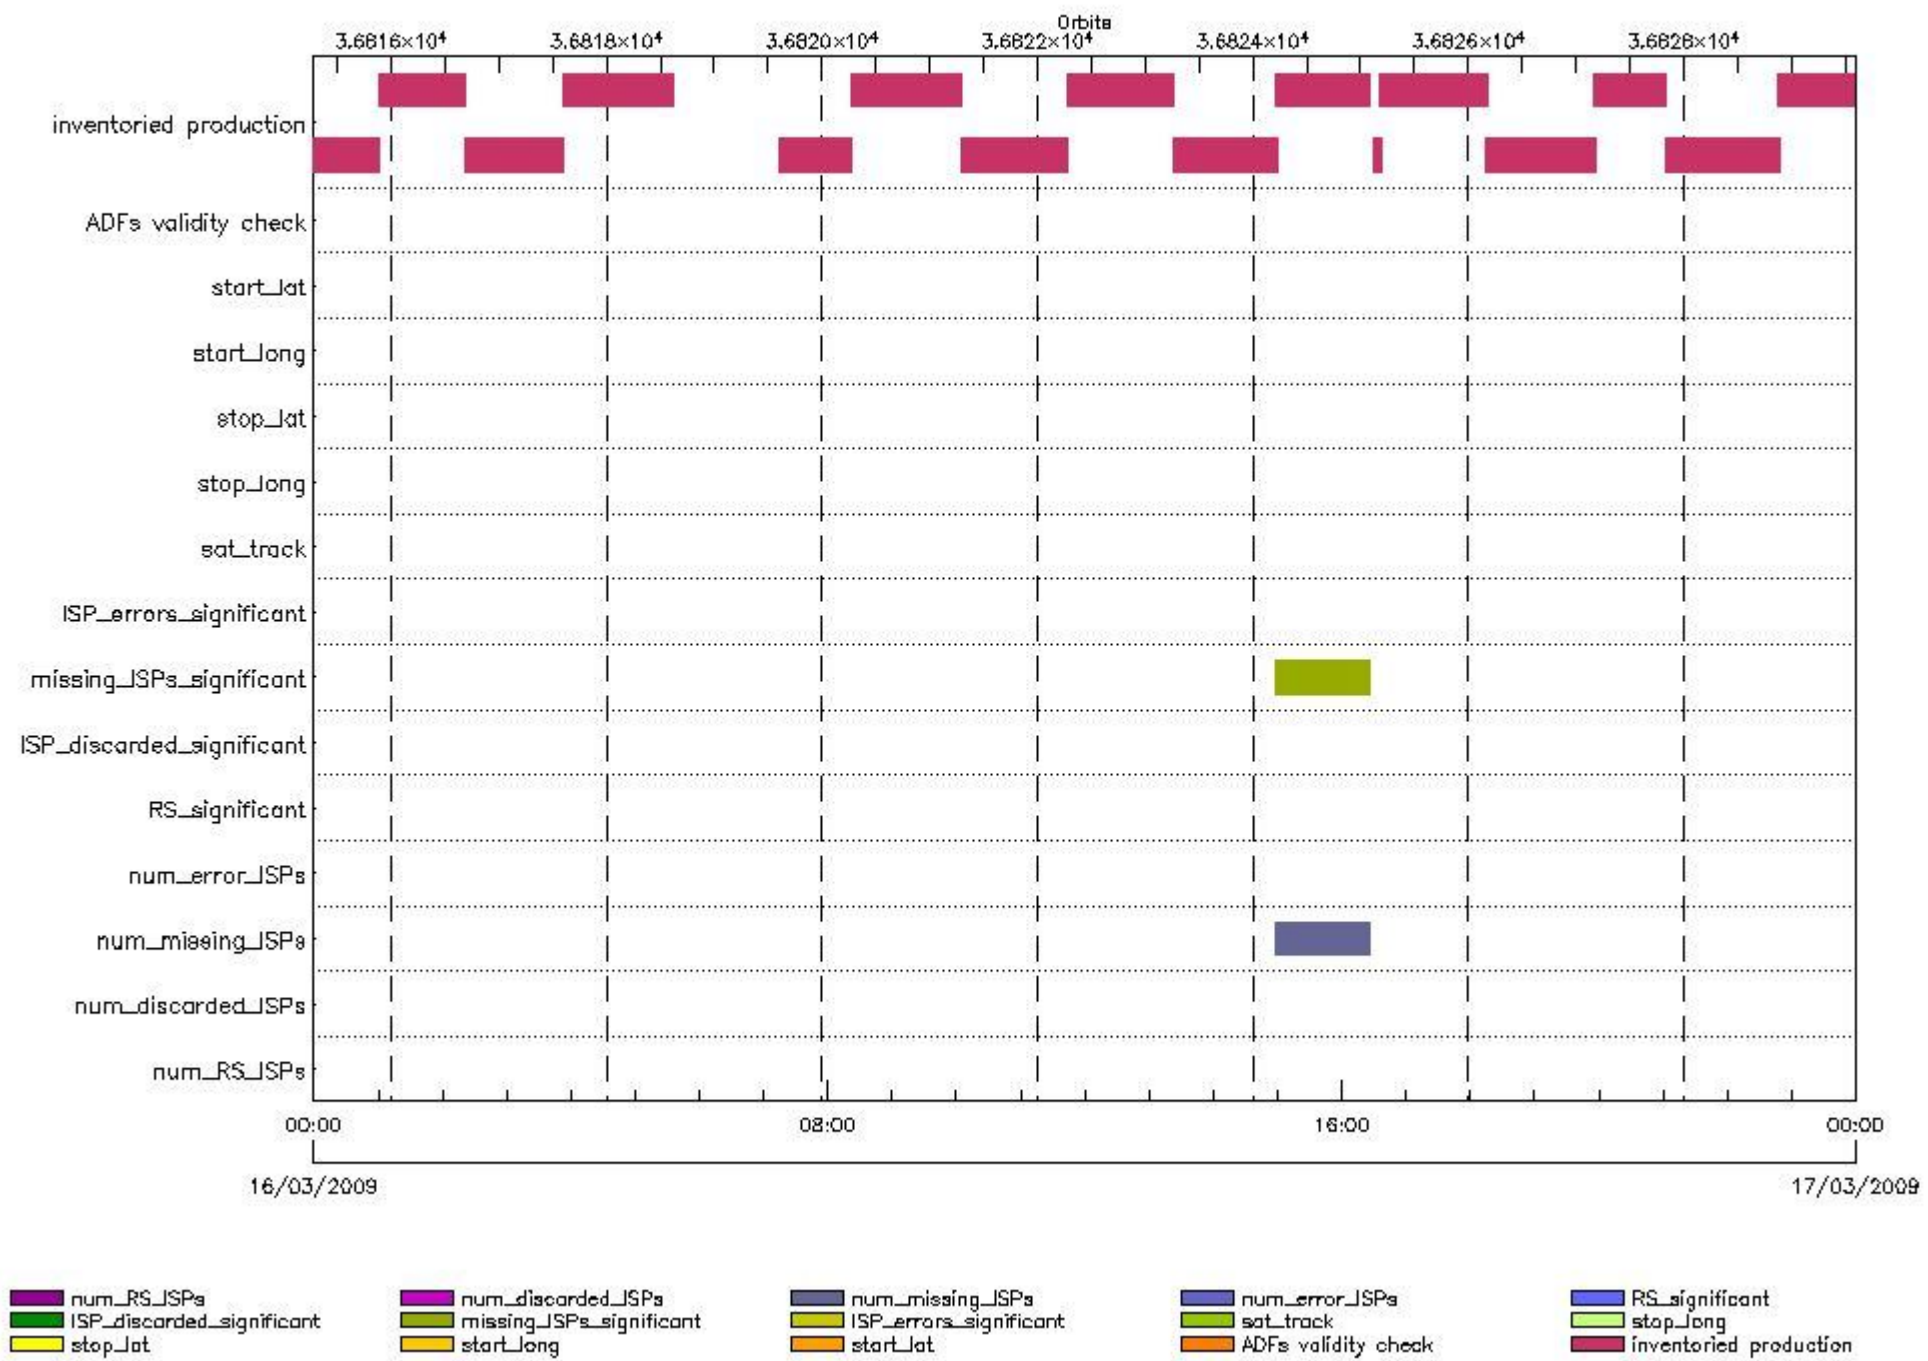 Orbits
3.6816×10⁴ 3.6818×10⁴ 3.6820×10⁴ 3.6822×10⁴ 3.6824×10⁴ 3.6826×10⁴ 3.6828×10⁴
inventoried production
ADFs validity check
start_lat
start_long
stop_lat
stop_long
sat_track
ISP_errors_significant
missing_ISPs_significant
ISP_discarded_significant
RS_significant
num_error_ISPs
num_missing_ISPs
num_discarded_ISPs
num_RS_ISPs
00:00 08:00 16:00 00:00
16/03/2009 17/03/2009
num_RS_ISPs num_discarded_ISPs num_missing_ISPs num_error_ISPs RS_significant
ISP_discarded_significant missing_ISPs_significant ISP_errors_significant sat_track stop_long
stop_lat start_long start_lat ADFs validity check inventoried production